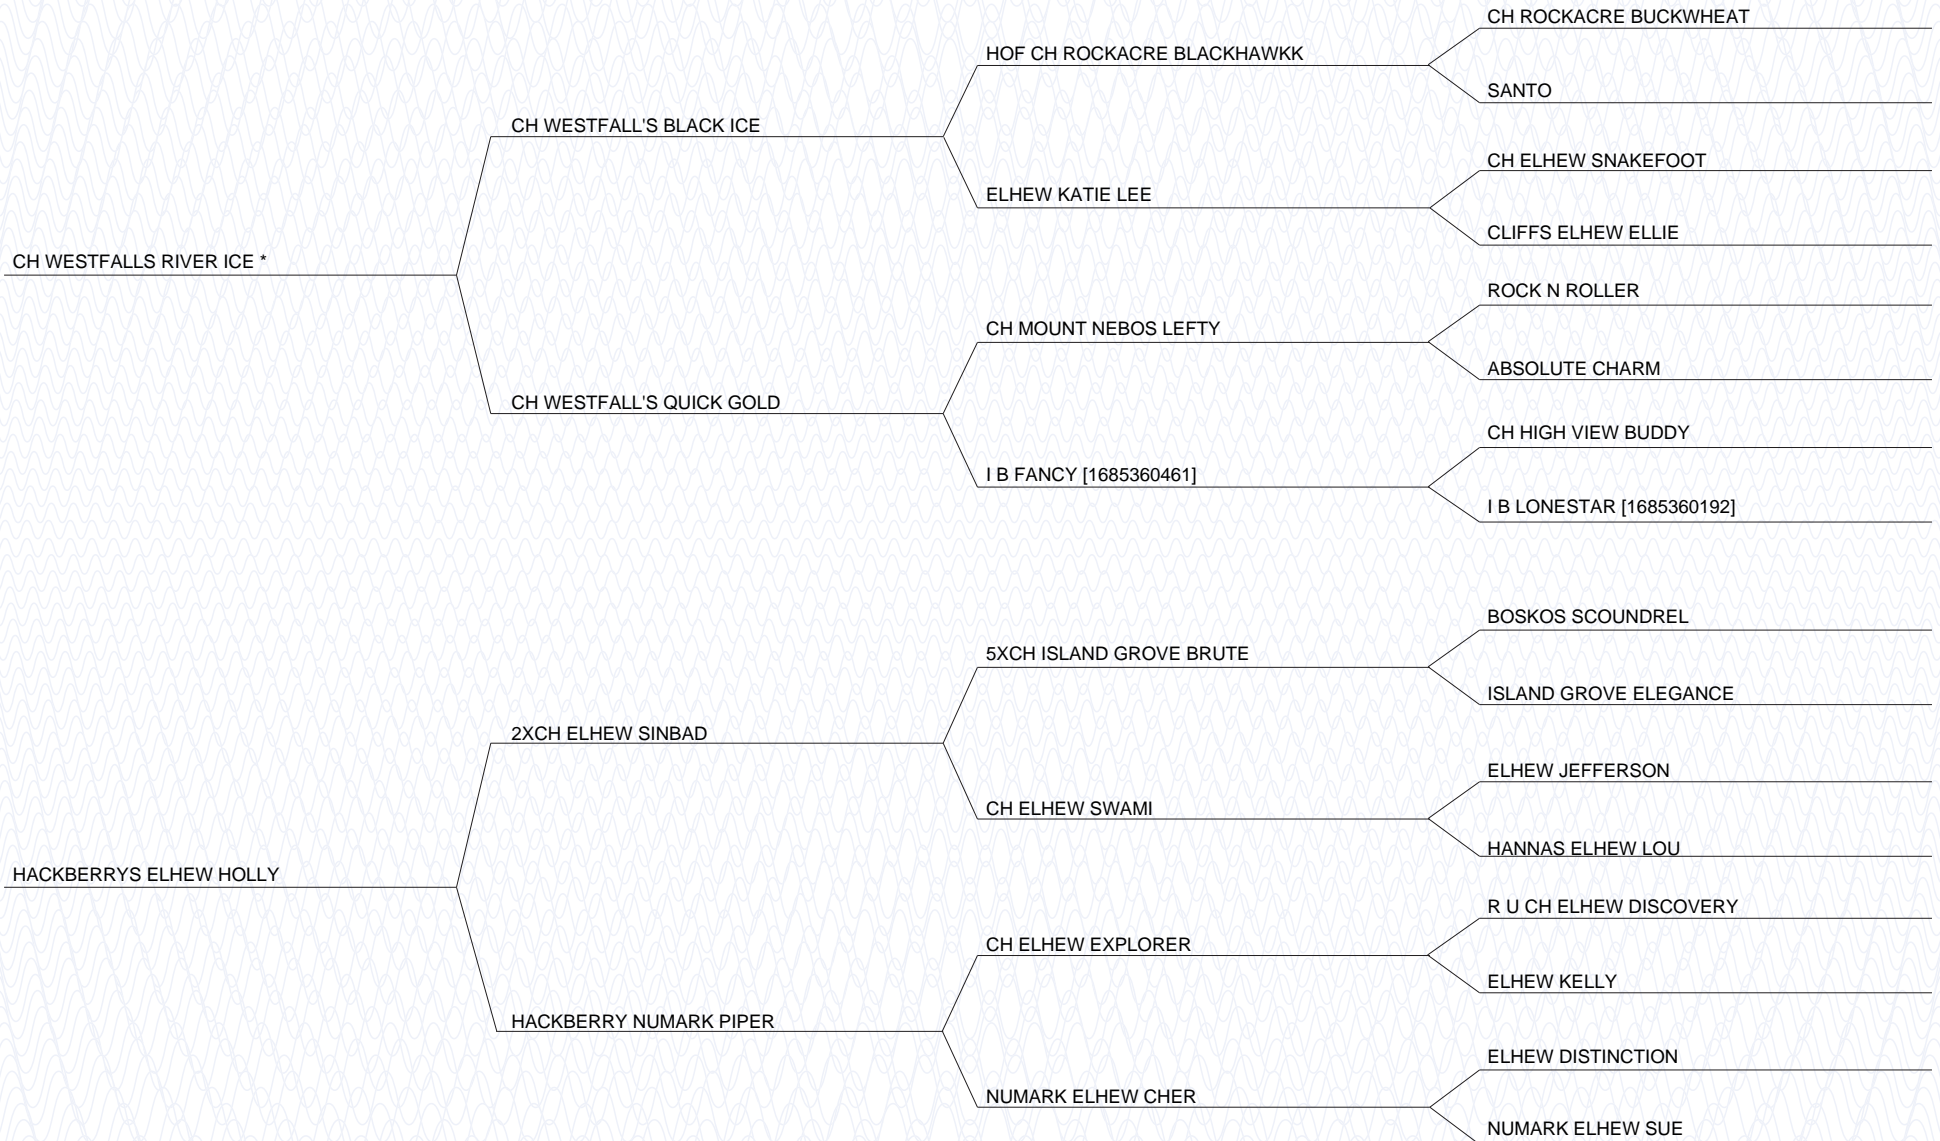 CH ROCKACRE BUCKWHEAT
HOF CH ROCKACRE BLACKHAWKK
SANTO
CH WESTFALL'S BLACK ICE
CH ELHEW SNAKEFOOT
ELHEW KATIE LEE
CLIFFS ELHEW ELLIE
CH WESTFALLS RIVER ICE *
ROCK N ROLLER
CH MOUNT NEBOS LEFTY
ABSOLUTE CHARM
CH WESTFALL'S QUICK GOLD
CH HIGH VIEW BUDDY
I B FANCY [1685360461]
I B LONESTAR [1685360192]
BOSKOS SCOUNDREL
5XCH ISLAND GROVE BRUTE
ISLAND GROVE ELEGANCE
2XCH ELHEW SINBAD
ELHEW JEFFERSON
CH ELHEW SWAMI
HANNAS ELHEW LOU
HACKBERRYS ELHEW HOLLY
R U CH ELHEW DISCOVERY
CH ELHEW EXPLORER
ELHEW KELLY
HACKBERRY NUMARK PIPER
ELHEW DISTINCTION
NUMARK ELHEW CHER
NUMARK ELHEW SUE